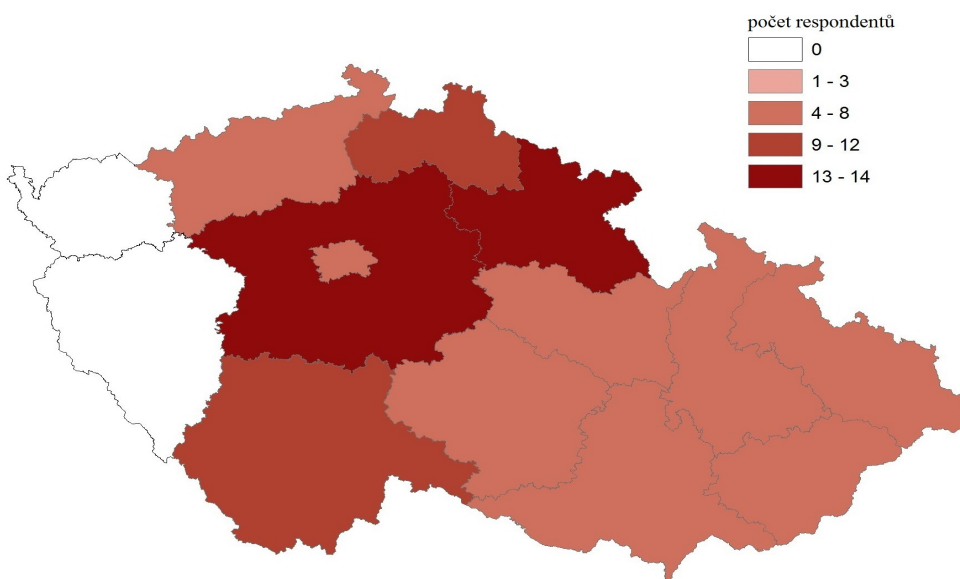 počet respondentů
0
1 - 3
4 - 8
9 - 12
13 - 14